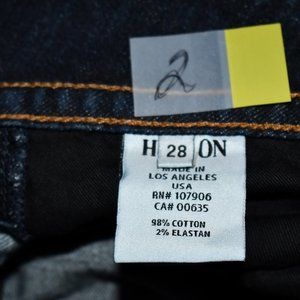 2
H 28 ON
MADE IN
LOS ANGELES
USA
RN# 107906
CA# 00635
98% COTTON
2% ELASTAN